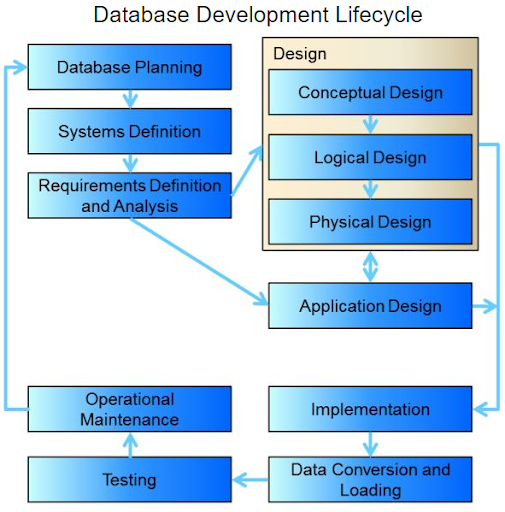 Database Development Lifecycle
Database Planning
Systems Definition
Requirements Definition
and Analysis
Design
Conceptual Design
Logical Design
Physical Design
Application Design
Operational
Maintenance
Implementation
Testing
Data Conversion and
Loading